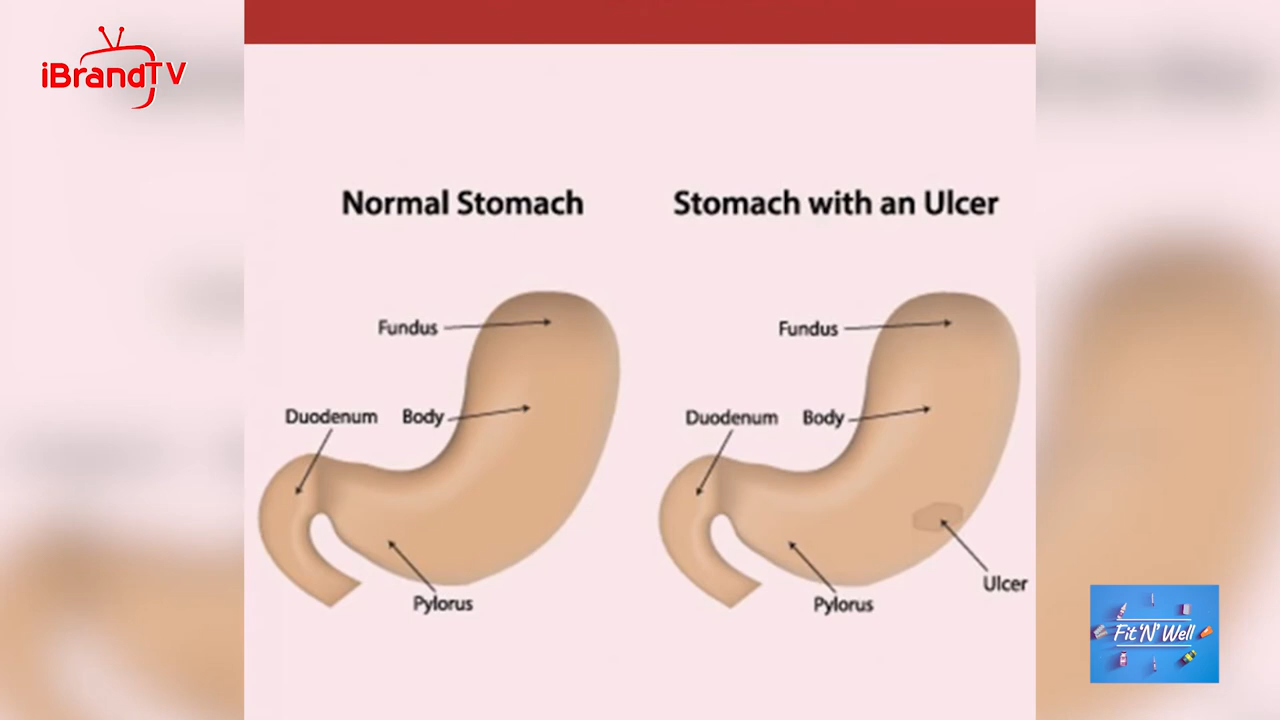 iBrandTV
Normal Stomach
Stomach with an Ulcer
Fundus
Duodenum
Body
Pylorus
Fundus
Duodenum
Body
Pylorus
Ulcer
Fit 'N' Well